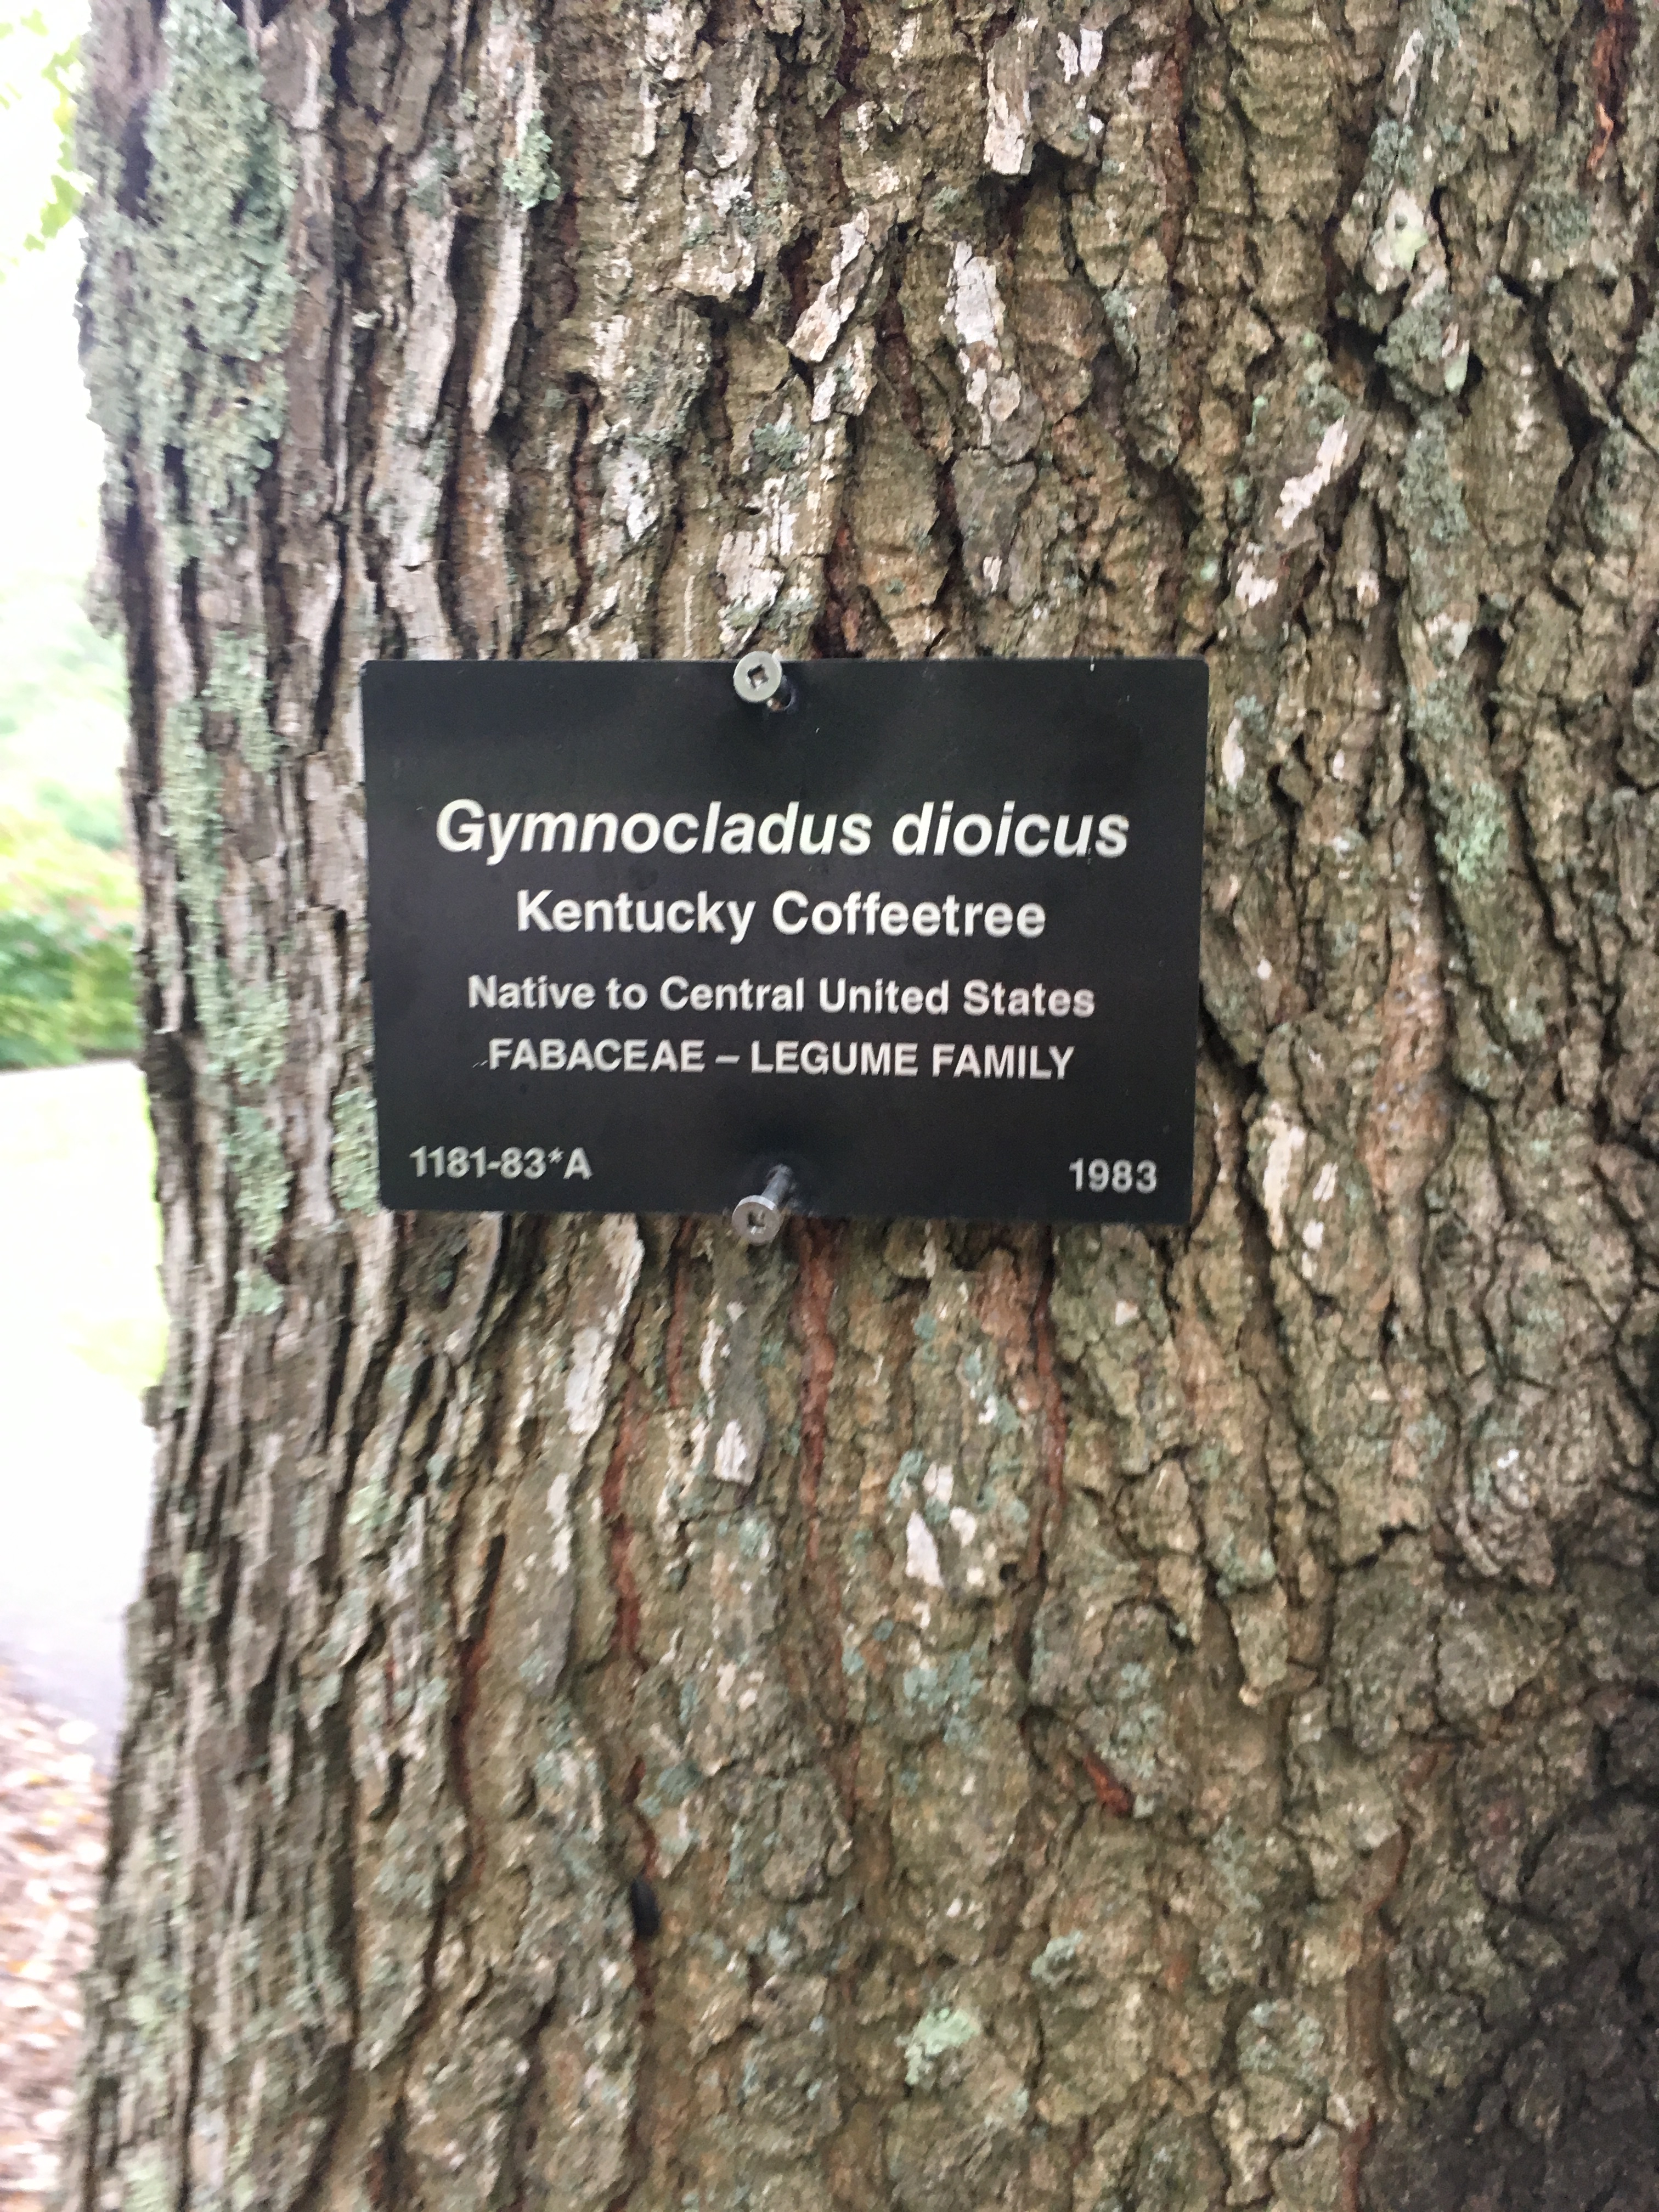 Gymnocladus dioicus
Kentucky Coffeetree
Native to Central United States
FABACEAE – LEGUME FAMILY
1181-83*A 1983